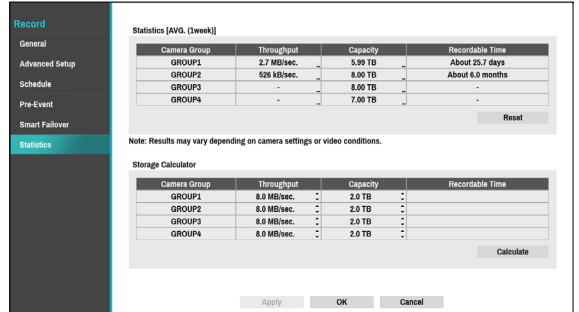 Record
General
Advanced Setup
Schedule
Pre-Event
Smart Failover
Statistics
Statistics [AVG. (1week)]
Camera Group Throughput Capacity Recordable Time
GROUP1 2.7 MB/sec. 5.99 TB About 25.7 days
GROUP2 526 kB/sec. 8.00 TB About 6.0 months
GROUP3 - 8.00 TB -
GROUP4 - 7.00 TB -
Reset
Note: Results may vary depending on camera settings or video conditions.
Storage Calculator
Camera Group Throughput Capacity Recordable Time
GROUP1 8.0 MB/sec. 2.0 TB
GROUP2 8.0 MB/sec. 2.0 TB
GROUP3 8.0 MB/sec. 2.0 TB
GROUP4 8.0 MB/sec. 2.0 TB
Calculate
Apply OK Cancel